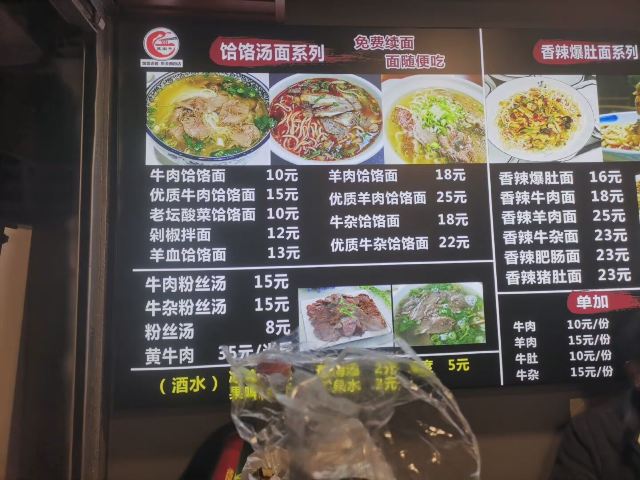 饸饹汤面系列
免费续面
面随便吃
牛肉饸饹面 10元
优质牛肉饸饹面 15元
老坛酸菜饸饹面 10元
剁椒拌面 12元
羊血饸饹面 13元
羊肉饸饹面 18元
优质羊肉饸饹面 25元
牛杂饸饹面 18元
优质牛杂饸饹面 22元
牛肉粉丝汤 15元
牛杂粉丝汤 15元
粉丝汤 8元
黄牛肉 35元/
（酒水）
2元
5元
泉水 2元
香辣爆肚面系列
香辣爆肚面 16元
香辣牛肉面 18元
香辣羊肉面 25元
香辣牛杂面 23元
香辣肥肠面 23元
香辣猪肚面 23元
单加
牛肉 10元/份
羊肉 15元/份
牛肚 10元/份
牛杂 15元/份